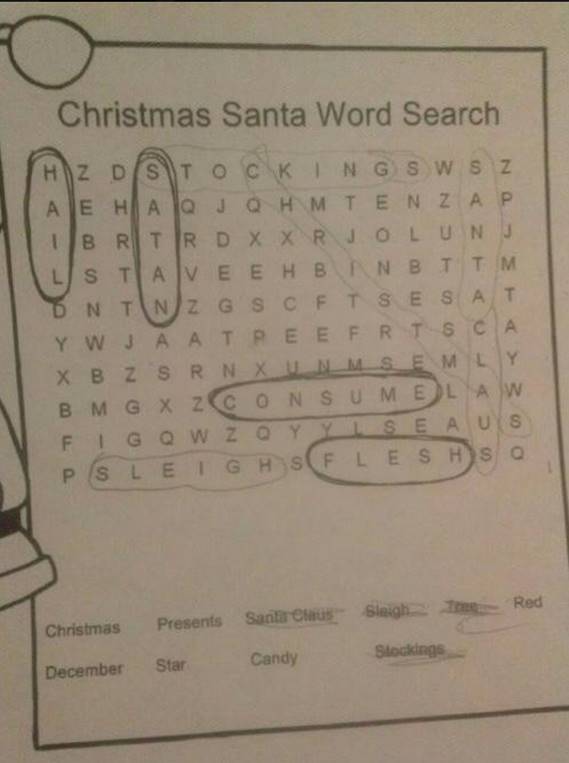 Christmas Santa Word Search
H Z D S T O C K I N G S W S Z
A E H A Q J Q H M T E N Z A P
I B R T R D X X R J O L U N J
L S T A V E E H B I N B T T M
D N T N Z G S C F T S E S A T
Y W J A A T P E E F R T S C A
X B Z S R N X U N M S E M L Y
B M G X Z C O N S U M E L A W
F I G Q W Z Q Y Y L S E A U S
P S L E I G H S F L E S H S Q
Christmas Presents Santa Claus Sleigh Tree Red
December Star Candy Stockings